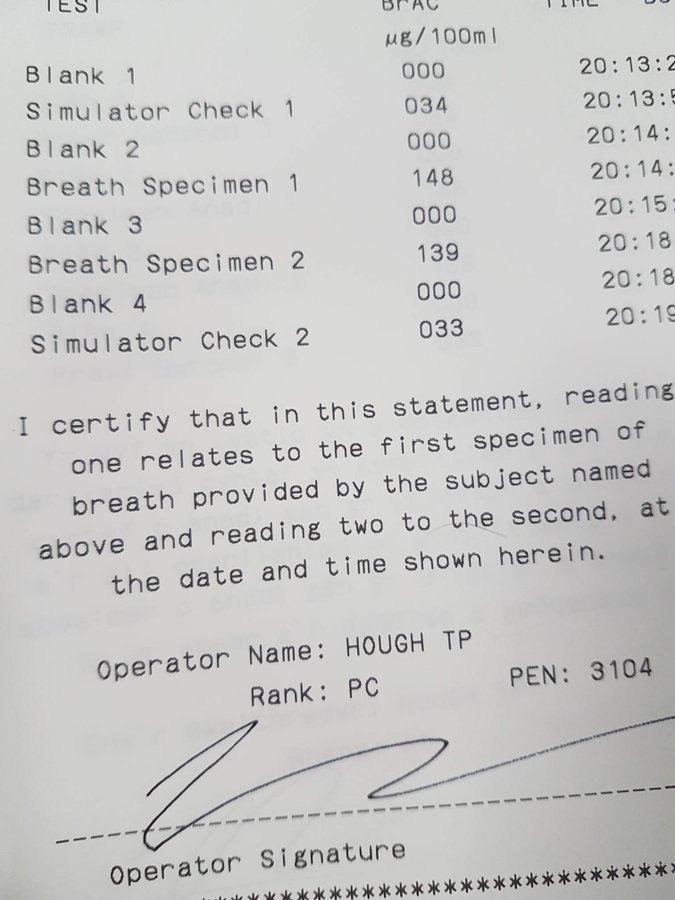 TEST BrAC TIME
µg/100ml
Blank 1 000 20:13:2
Simulator Check 1 034 20:13:5
Blank 2 000 20:14:
Breath Specimen 1 148 20:14:
Blank 3 000 20:15:
Breath Specimen 2 139 20:18
Blank 4 000 20:18
Simulator Check 2 033 20:19
I certify that in this statement, reading
one relates to the first specimen of
breath provided by the subject named
above and reading two to the second, at
the date and time shown herein.
Operator Name: HOUGH TP
Rank: PC PEN: 3104
Operator Signature